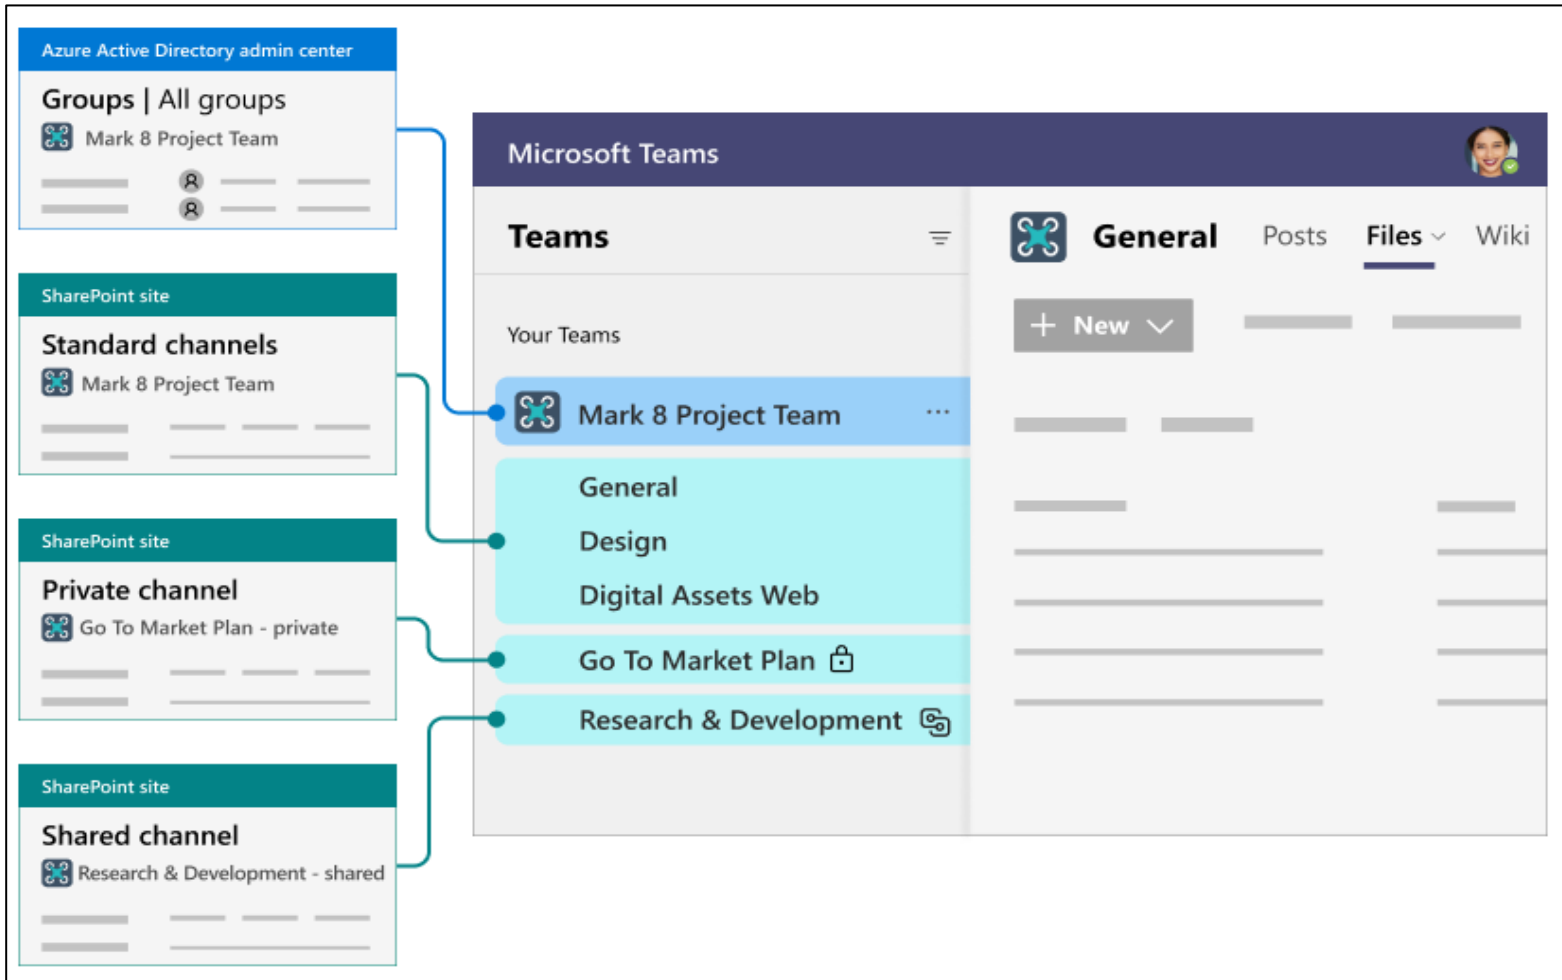 Azure Active Directory admin center
Groups | All groups
Mark 8 Project Team
SharePoint site
Standard channels
Mark 8 Project Team
SharePoint site
Private channel
Go To Market Plan - private
SharePoint site
Shared channel
Research & Development - shared
Microsoft Teams
Teams
Your Teams
Mark 8 Project Team ...
General
Design
Digital Assets Web
Go To Market Plan
Research & Development
General Posts Files Wiki
+ New